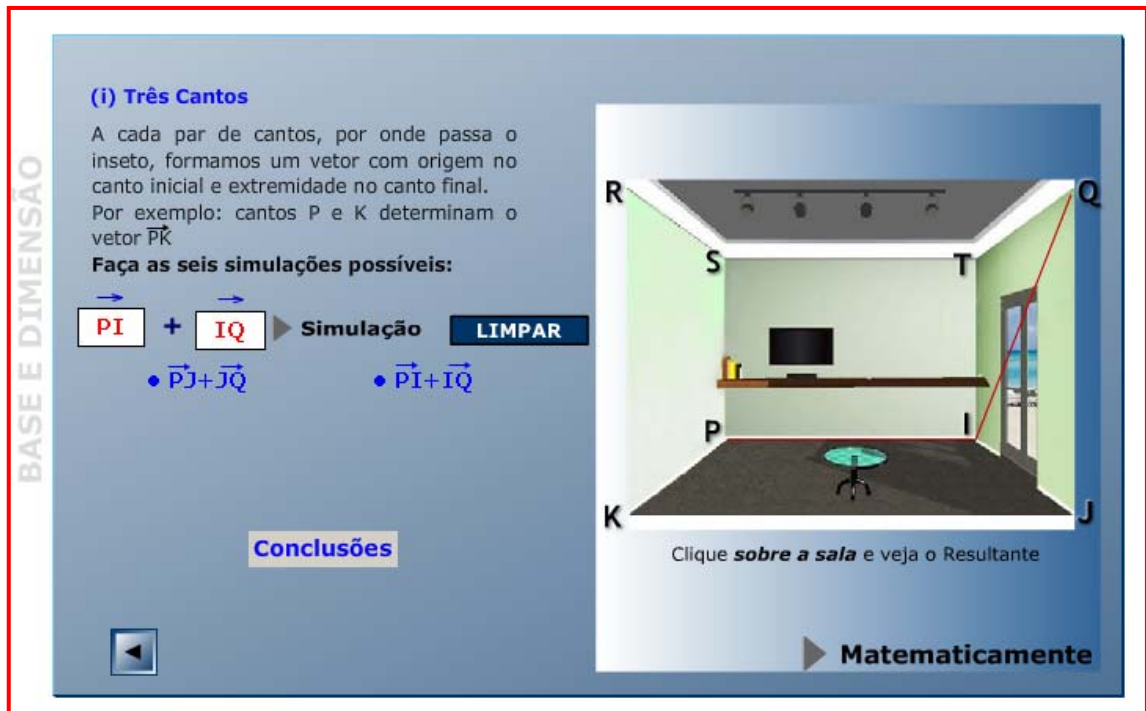 BASE E DIMENSÃO
(i) Três Cantos
A cada par de cantos, por onde passa o
inseto, formamos um vetor com origem no
canto inicial e extremidade no canto final.
Por exemplo: cantos P e K determinam o
vetor PK
Faça as seis simulações possíveis:
PI + IQ Simulação LIMPAR
• PJ+JQ • PI+IQ
Conclusões
R Q
S T
P I
K J
Clique sobre a sala e veja o Resultante
Matematicamente